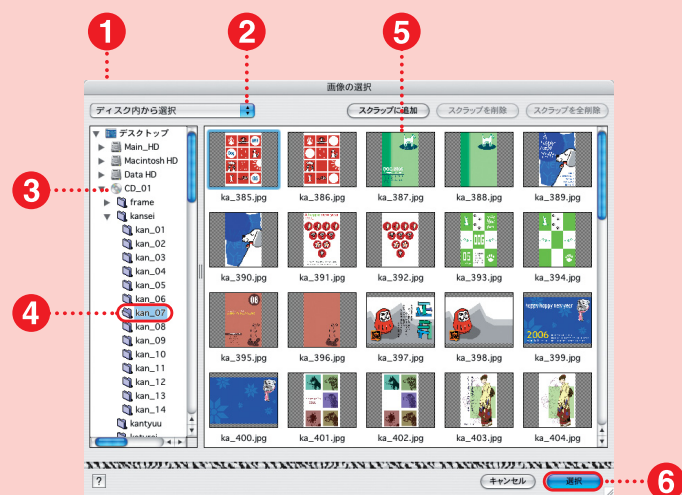 1
2
5
画像の選択
ディスク内から選択
スクラップに追加
スクラップを削除
スクラップを全削除
デスクトップ
Main_HD
Macintosh HD
Data HD
3
CD_01
frame
kansei
kan_01
kan_02
kan_03
kan_04
kan_05
kan_06
4
kan_07
kan_08
kan_09
kan_10
kan_11
kan_12
kan_13
kan_14
kantyuu
ka_385.jpg
ka_386.jpg
ka_387.jpg
ka_388.jpg
ka_389.jpg
ka_390.jpg
ka_391.jpg
ka_392.jpg
ka_393.jpg
ka_394.jpg
06
ka_395.jpg
ka_396.jpg
ka_397.jpg
ka_398.jpg
happy happy new year
2006
ka_399.jpg
ka_400.jpg
ka_401.jpg
ka_402.jpg
ka_403.jpg
ka_404.jpg
?
キャンセル
選択
6